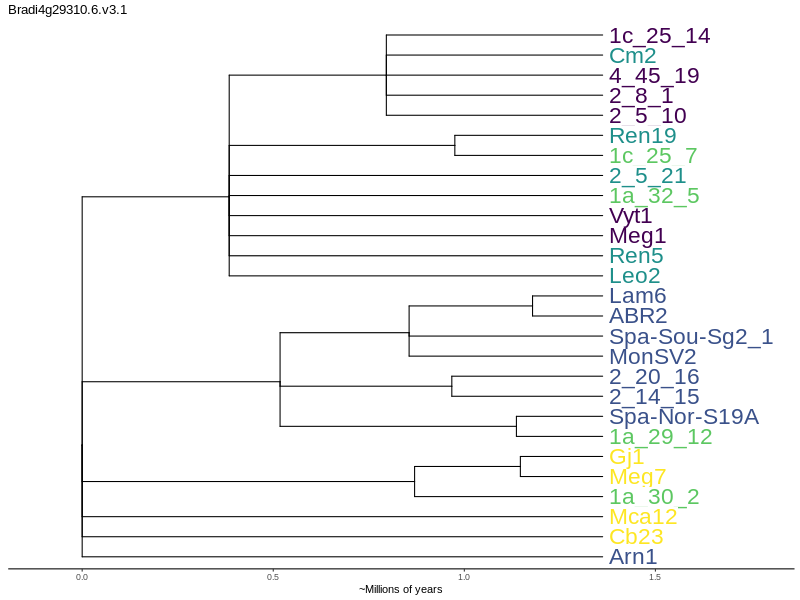 Bradi4g29310.6.v3.1
1c_25_14
Cm2
4_45_19
2_8_1
2_5_10
Ren19
1c_25_7
2_5_21
1a_32_5
Vyt1
Meg1
Ren5
Leo2
Lam6
ABR2
Spa-Sou-Sg2_1
MonSV2
2_20_16
2_14_15
Spa-Nor-S19A
1a_29_12
Gj1
Meg7
1a_30_2
Mca12
Cb23
Arn1
0.0 0.5 1.0 1.5
~Millions of years